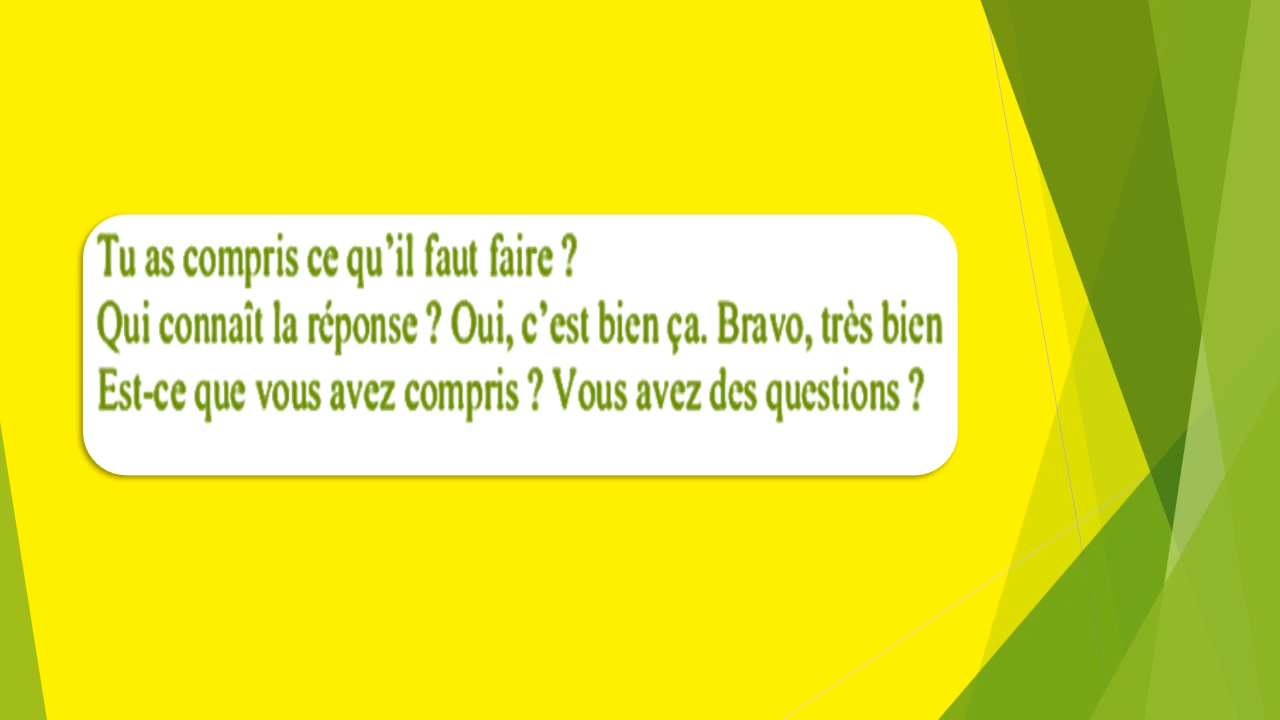 Tu as compris ce qu’il faut faire ?
Qui connaît la réponse ? Oui, c’est bien ça. Bravo, très bien
Est-ce que vous avez compris ? Vous avez des questions ?